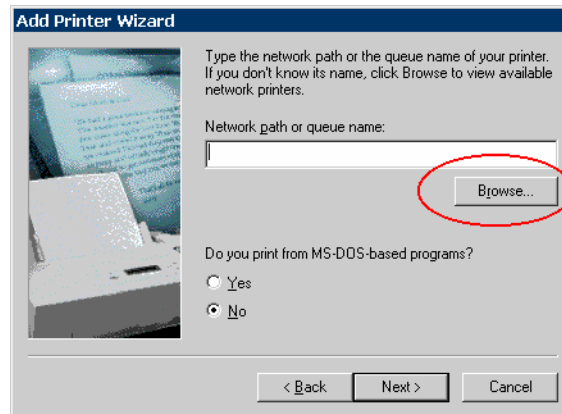 Add Printer Wizard
Type the network path or the queue name of your printer.
If you don't know its name, click Browse to view available
network printers.
Network path or queue name:
Browse...
Do you print from MS-DOS-based programs?
Yes
No
< Back
Next >
Cancel